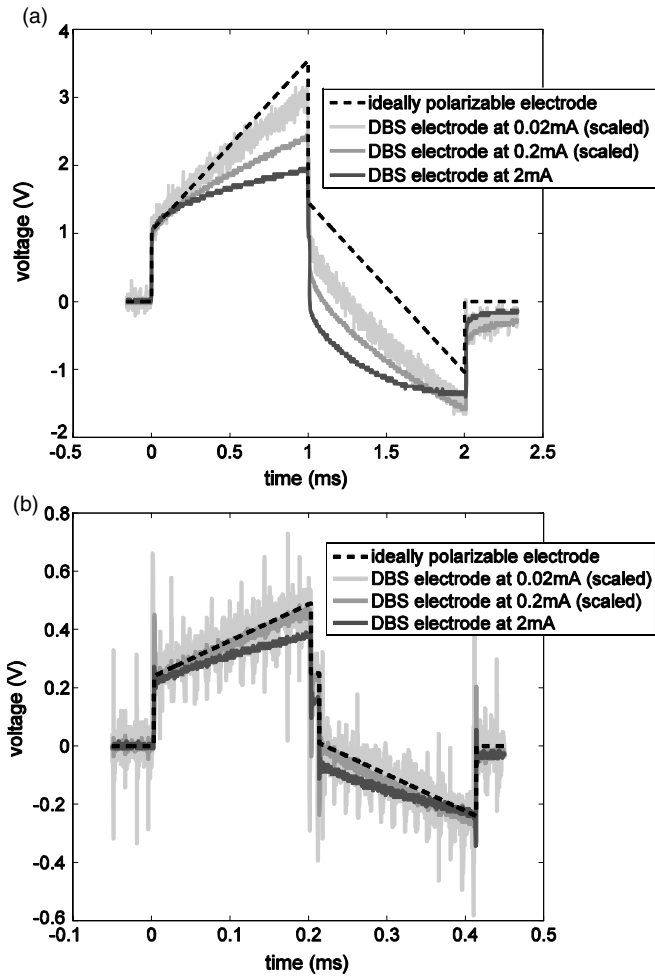 (a)
4
3
2
1
0
-1
-2
voltage (V)
ideally polarizable electrode
DBS electrode at 0.02mA (scaled)
DBS electrode at 0.2mA (scaled)
DBS electrode at 2mA
-0.5 0 0.5 1 1.5 2 2.5
time (ms)
(b)
0.8
0.6
0.4
0.2
0
-0.2
-0.4
-0.6
voltage (V)
ideally polarizable electrode
DBS electrode at 0.02mA (scaled)
DBS electrode at 0.2mA (scaled)
DBS electrode at 2mA
-0.1 0 0.1 0.2 0.3 0.4 0.5
time (ms)